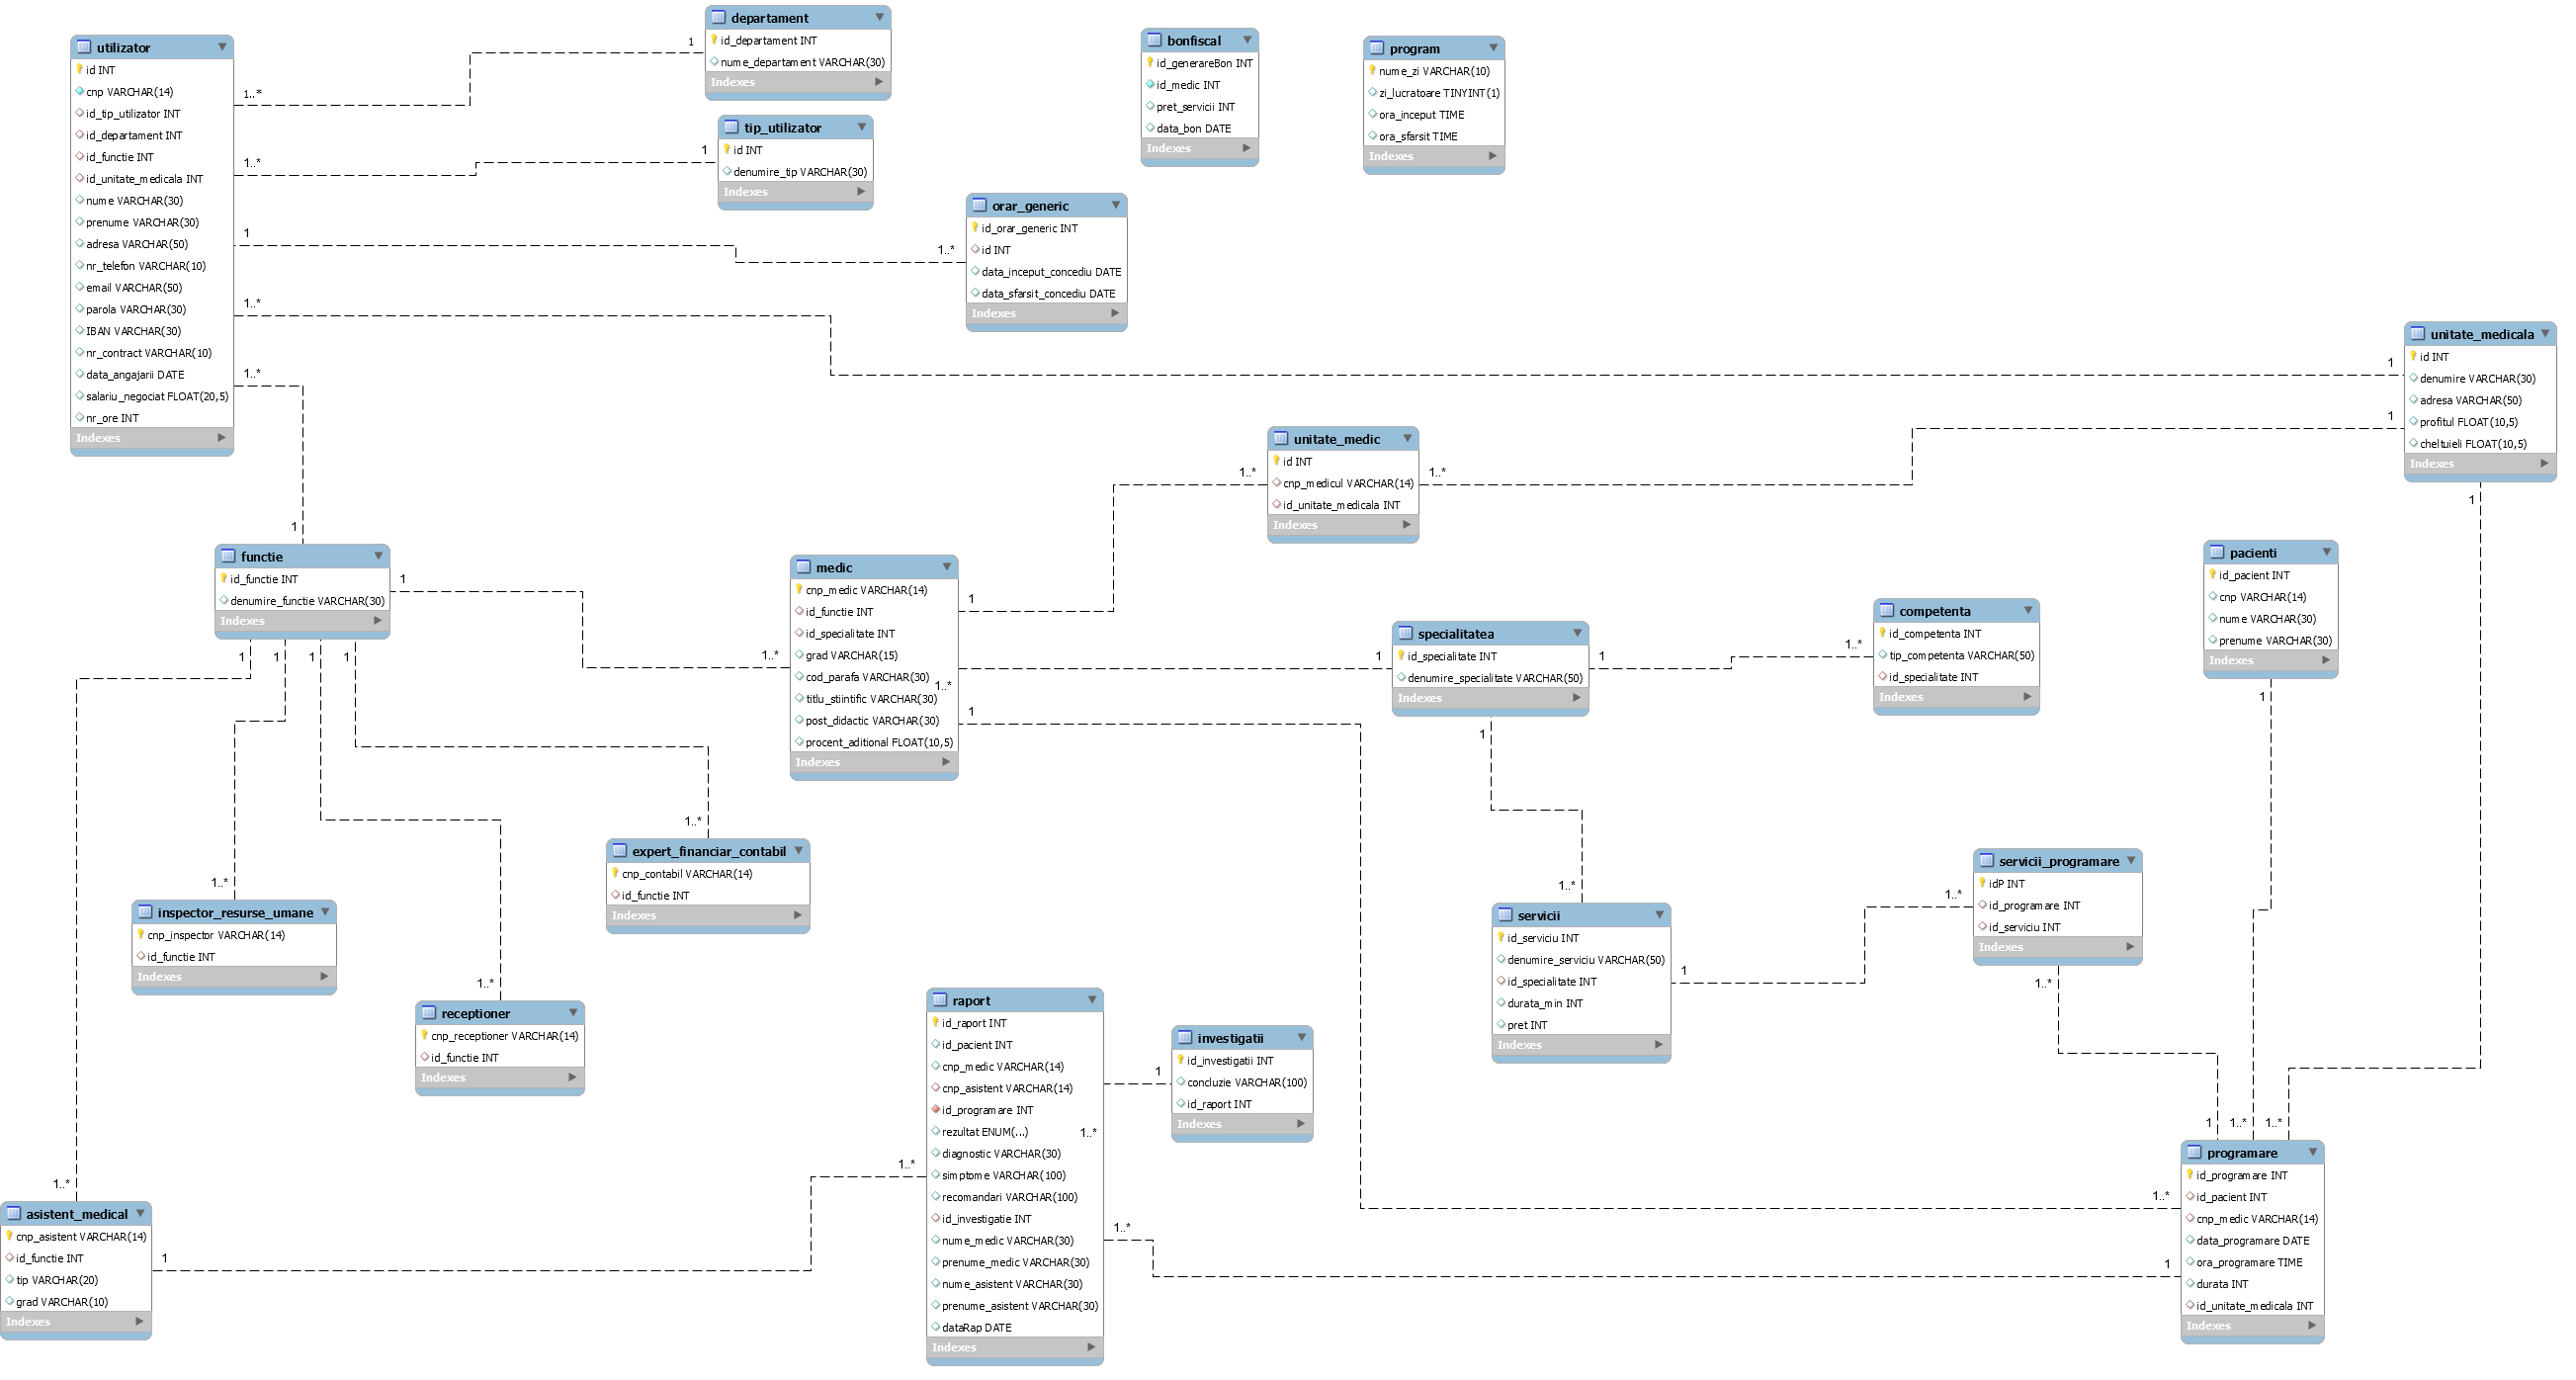 utilizator
id INT
cnp VARCHAR(14)
id_tip_utilizator INT
id_departament INT
id_functie INT
id_unitate_medicala INT
nume VARCHAR(30)
prenume VARCHAR(30)
adresa VARCHAR(50)
nr_telefon VARCHAR(10)
email VARCHAR(50)
parola VARCHAR(30)
IBAN VARCHAR(30)
nr_contract VARCHAR(10)
data_angajarii DATE
salariu_negociat FLOAT(20,5)
nr_ore INT
Indexes
1..*
1
1..*
1
1
1..*
1..*
1
1..*
1
departament
id_departament INT
nume_departament VARCHAR(30)
Indexes
tip_utilizator
id INT
denumire_tip VARCHAR(30)
Indexes
orar_generic
id_orar_generic INT
id INT
data_inceput_concediu DATE
data_sfarsit_concediu DATE
Indexes
bonfiscal
id_generareBon INT
id_medic INT
pret_servicii INT
data_bon DATE
Indexes
program
nume_zi VARCHAR(10)
zi_lucratoare TINYINT(1)
ora_inceput TIME
ora_sfarsit TIME
Indexes
unitate_medicala
id INT
denumire VARCHAR(30)
adresa VARCHAR(50)
profitul FLOAT(10,5)
cheltuieli FLOAT(10,5)
Indexes
1
1
unitate_medic
id INT
cnp_medicul VARCHAR(14)
id_unitate_medicala INT
Indexes
1..*
1..*
functie
id_functie INT
denumire_functie VARCHAR(30)
Indexes
1
1
1
1
1
medic
cnp_medic VARCHAR(14)
id_functie INT
id_specialitate INT
grad VARCHAR(15)
cod_parafa VARCHAR(30)
titlu_stiintific VARCHAR(30)
post_didactic VARCHAR(30)
procent_aditional FLOAT(10,5)
Indexes
1..*
1
1..*
1
specialitatea
id_specialitate INT
denumire_specialitate VARCHAR(50)
Indexes
1
1
1
competenta
id_competenta INT
tip_competenta VARCHAR(50)
id_specialitate INT
Indexes
1..*
pacienti
id_pacient INT
cnp VARCHAR(14)
nume VARCHAR(30)
prenume VARCHAR(30)
Indexes
1
expert_financiar_contabil
cnp_contabil VARCHAR(14)
id_functie INT
Indexes
1..*
inspector_resurse_umane
cnp_inspector VARCHAR(14)
id_functie INT
Indexes
1..*
receptioner
cnp_receptioner VARCHAR(14)
id_functie INT
Indexes
1..*
servicii
id_serviciu INT
denumire_serviciu VARCHAR(50)
id_specialitate INT
durata_min INT
pret INT
Indexes
1..*
1
servicii_programare
idP INT
id_programare INT
id_serviciu INT
Indexes
1..*
1..*
raport
id_raport INT
id_pacient INT
cnp_medic VARCHAR(14)
cnp_asistent VARCHAR(14)
id_programare INT
rezultat ENUM(...)
diagnostic VARCHAR(30)
simptome VARCHAR(100)
recomandari VARCHAR(100)
id_investigatie INT
nume_medic VARCHAR(30)
prenume_medic VARCHAR(30)
nume_asistent VARCHAR(30)
prenume_asistent VARCHAR(30)
dataRap DATE
Indexes
1..*
1..*
1..*
investigatii
id_investigatii INT
concluzie VARCHAR(100)
id_raport INT
Indexes
1
asistent_medical
cnp_asistent VARCHAR(14)
id_functie INT
tip VARCHAR(20)
grad VARCHAR(10)
Indexes
1..*
1
programare
id_programare INT
id_pacient INT
cnp_medic VARCHAR(14)
data_programare DATE
ora_programare TIME
durata INT
id_unitate_medicala INT
Indexes
1
1..*
1..*
1..*
1